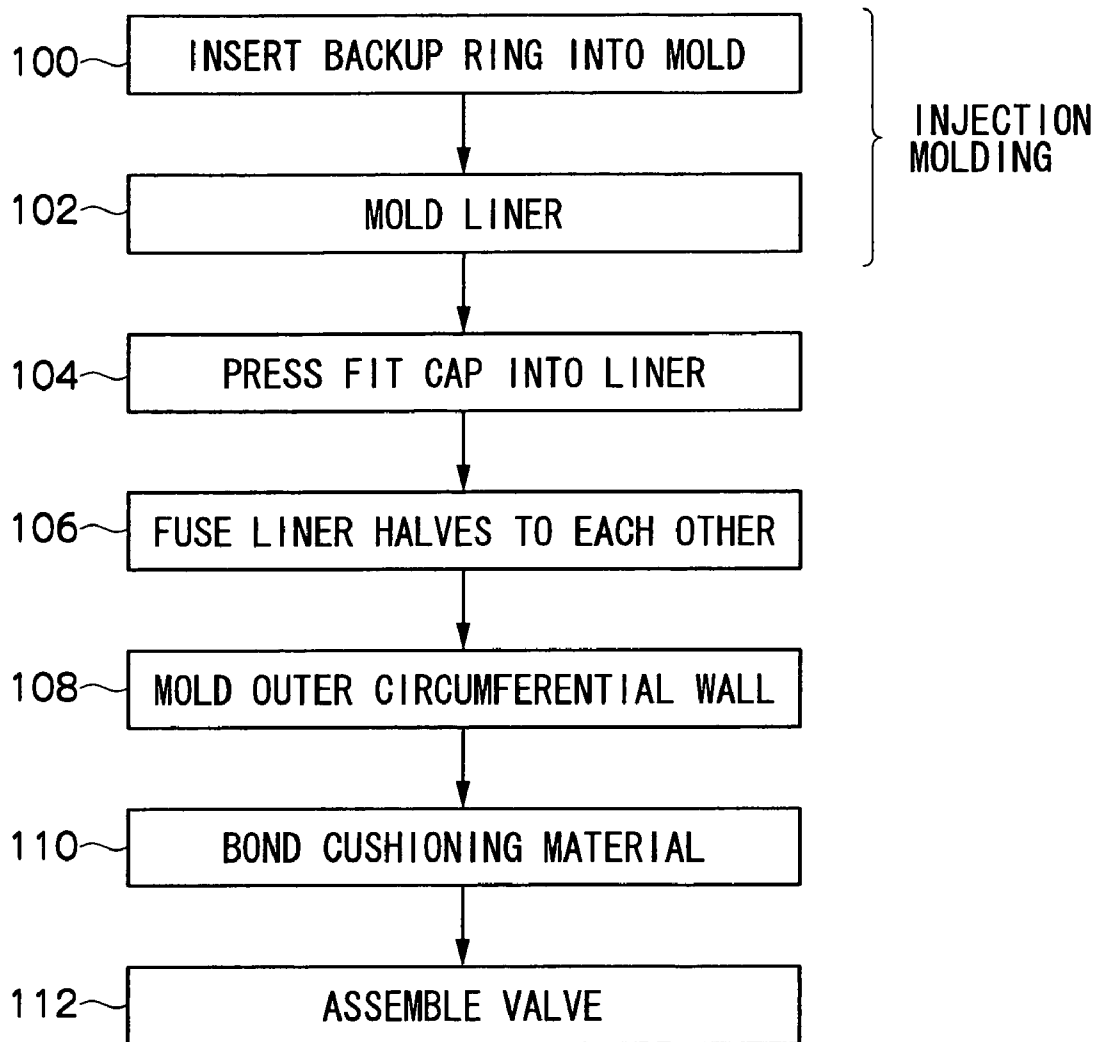 100 INSERT BACKUP RING INTO MOLD
INJECTION
MOLDING
102 MOLD LINER
104 PRESS FIT CAP INTO LINER
106 FUSE LINER HALVES TO EACH OTHER
108 MOLD OUTER CIRCUMFERENTIAL WALL
110 BOND CUSHIONING MATERIAL
112 ASSEMBLE VALVE